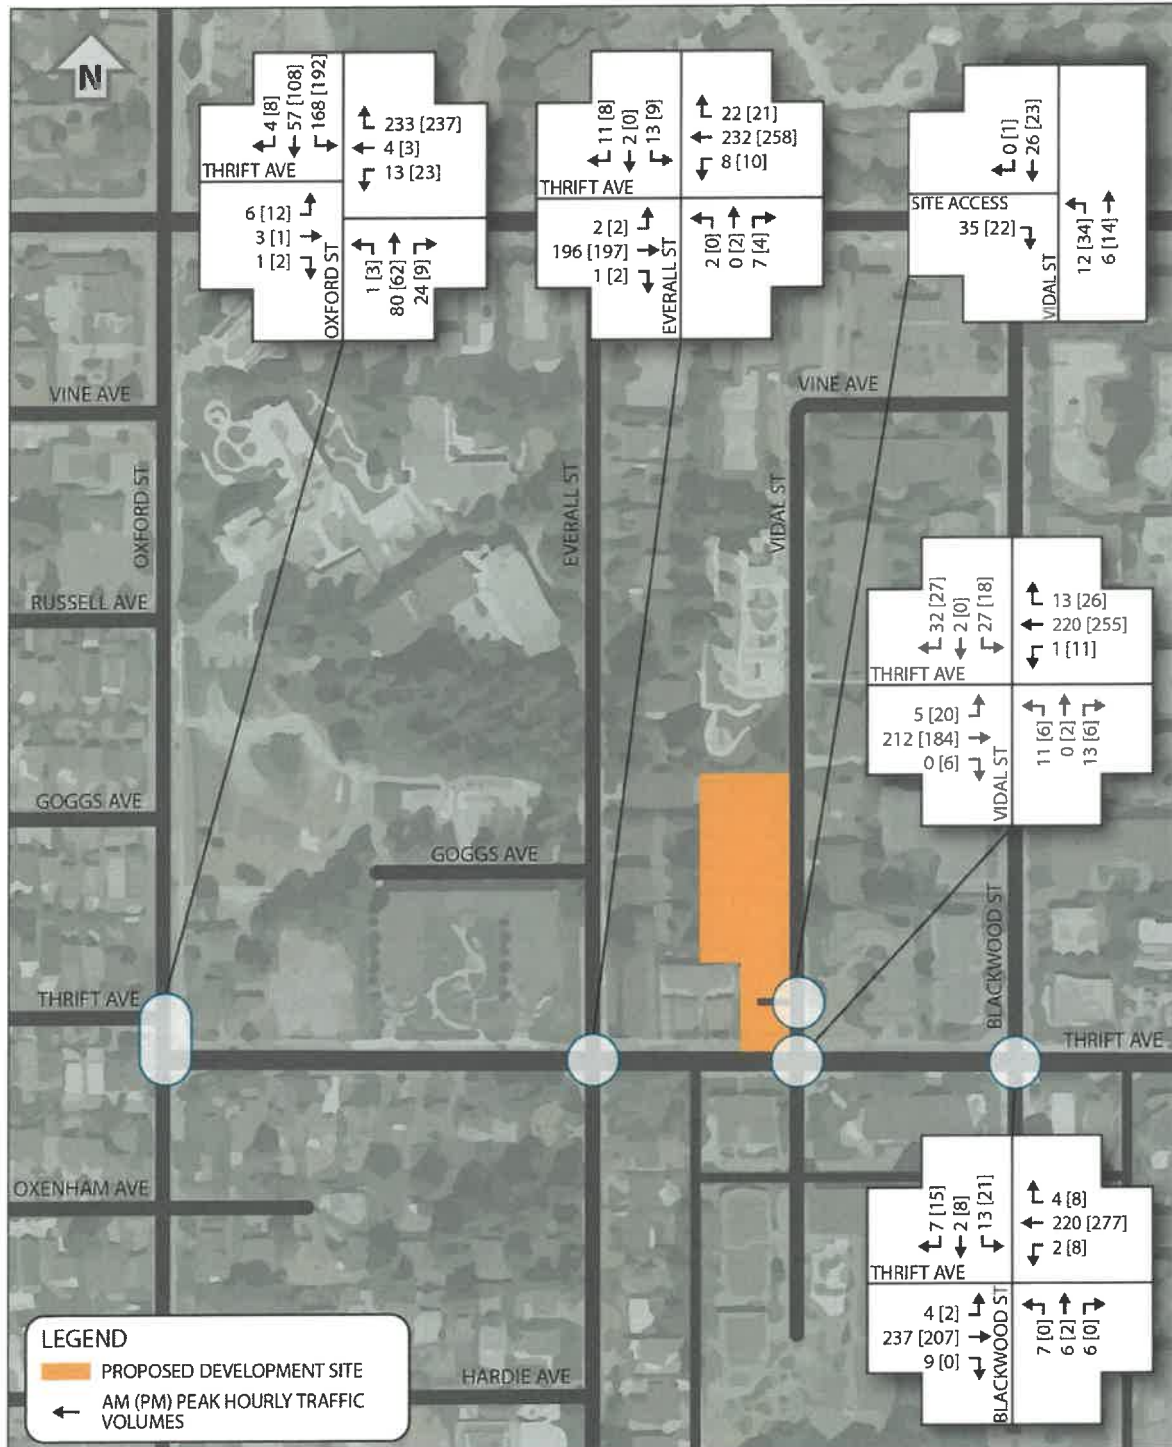 N
4 [8]
57 [108]
168 [192]
233 [237]
4 [3]
13 [23]
THRIFT AVE
6 [12]
3 [1]
1 [2]
OXFORD ST
1 [3]
80 [62]
24 [9]
11 [8]
2 [0]
13 [9]
22 [21]
232 [258]
8 [10]
THRIFT AVE
2 [2]
196 [197]
1 [2]
EVERALL ST
2 [0]
0 [2]
7 [4]
0 [1]
26 [23]
SITE ACCESS
35 [22]
VIDAL ST
12 [34]
6 [14]
VINE AVE
VINE AVE
OXFORD ST
EVERALL ST
VIDAL ST
RUSSELL AVE
32 [27]
2 [0]
27 [18]
13 [26]
220 [255]
1 [11]
THRIFT AVE
5 [20]
212 [184]
0 [6]
VIDAL ST
11 [6]
0 [2]
13 [6]
GOGGS AVE
GOGGS AVE
BLACKWOOD ST
THRIFT AVE
THRIFT AVE
OXENHAM AVE
7 [15]
2 [8]
13 [21]
4 [8]
220 [277]
2 [8]
THRIFT AVE
4 [2]
237 [207]
9 [0]
BLACKWOOD ST
7 [0]
6 [2]
6 [0]
HARDIE AVE
LEGEND
PROPOSED DEVELOPMENT SITE
AM (PM) PEAK HOURLY TRAFFIC
VOLUMES